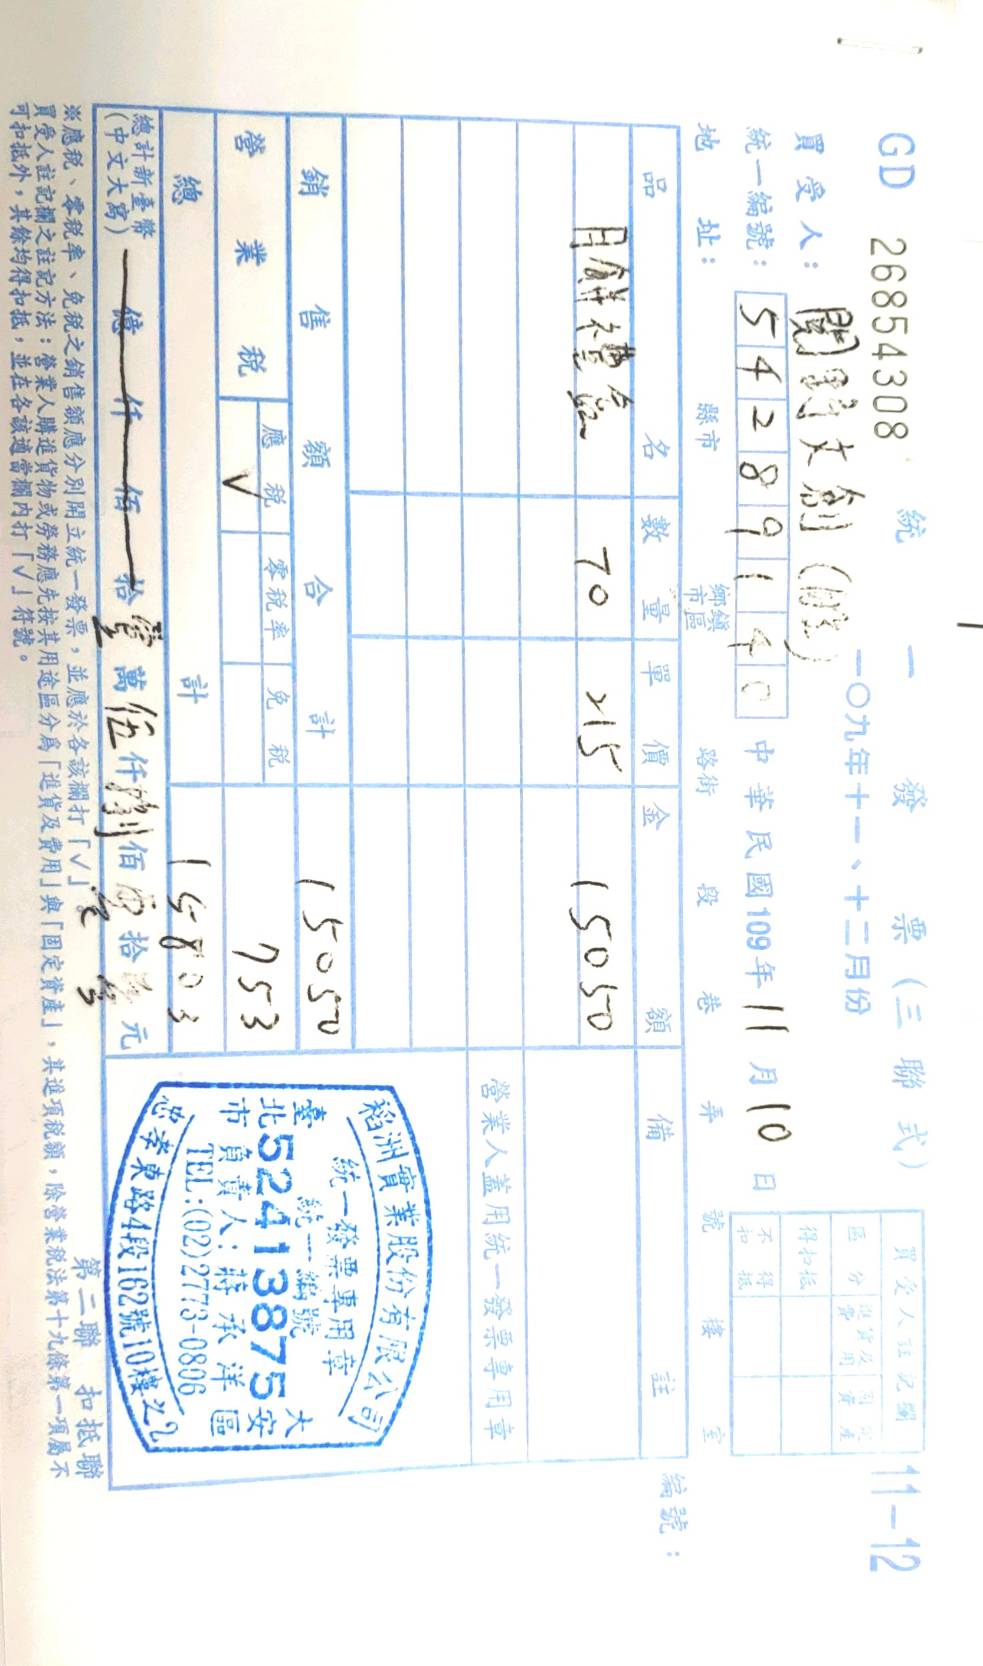 GD 26854308
統一發票(三聯式)
11-12
一〇九年十一、十二月份
買受人:文創
統一編號:54289140
中華民國109年11月10日
地址: 縣市 鄉鎮市區 路街 段 巷 弄 號 樓 室
買受人註記欄
區分 進貨及費用 固定資產
得扣抵
不得扣抵
編號:
品名 數量 單價 金額 備註
月餅禮盒 70 215 15050
營業人蓋用統一發票專用章
銷售額合計 15050
營業稅 應稅 零稅率 免稅
V 753
總計 15803
總計新臺幣
(中文大寫) 億 仟 佰 拾 壹 萬 伍 仟 捌 佰 零 拾 元
稻洲實業股份有限公司
統一發票專用章
統一編號
臺北市 52413875 大安區
負責人:蔣承洋
TEL:(02)2773-0806
忠孝東路4段162號10樓之2
※應稅、零稅率、免稅之銷售額應分別開立統一發票,並應於各該欄打「√」。
買受人註記欄之註記方法:營業人購進貨物或勞務應先按其用途區分為「進貨及費用」與「固定資產」,其進項稅額,除營業稅法第十九條第一項屬不
可扣抵外,其餘均得扣抵,並在各該適當欄內打「√」符號。
第二聯 扣抵聯